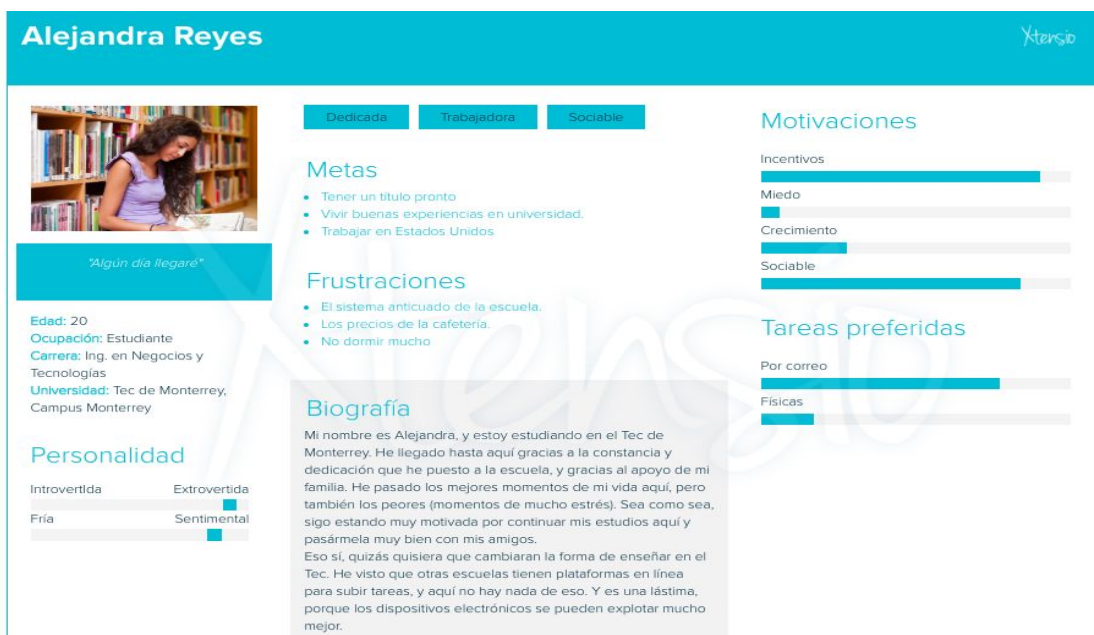 Alejandra Reyes
Xtensio
"Algún día llegaré"
Edad: 20
Ocupación: Estudiante
Carrera: Ing. en Negocios y
Tecnologías
Universidad: Tec de Monterrey,
Campus Monterrey
Personalidad
Introvertida Extrovertida
Fría Sentimental
Dedicada Trabajadora Sociable
Metas
Tener un título pronto
Vivir buenas experiencias en universidad.
Trabajar en Estados Unidos
Frustraciones
El sistema anticuado de la escuela.
Los precios de la cafetería.
No dormir mucho
Biografía
Mi nombre es Alejandra, y estoy estudiando en el Tec de
Monterrey. He llegado hasta aquí gracias a la constancia y
dedicación que he puesto a la escuela, y gracias al apoyo de mi
familia. He pasado los mejores momentos de mi vida aquí, pero
también los peores (momentos de mucho estrés). Sea como sea,
sigo estando muy motivada por continuar mis estudios aquí y
pasármela muy bien con mis amigos.
Eso sí, quizás quisiera que cambiaran la forma de enseñar en el
Tec. He visto que otras escuelas tienen plataformas en línea
para subir tareas, y aquí no hay nada de eso. Y es una lástima,
porque los dispositivos electrónicos se pueden explotar mucho
mejor.
Motivaciones
Incentivos
Miedo
Crecimiento
Sociable
Tareas preferidas
Por correo
Físicas
Xtensio